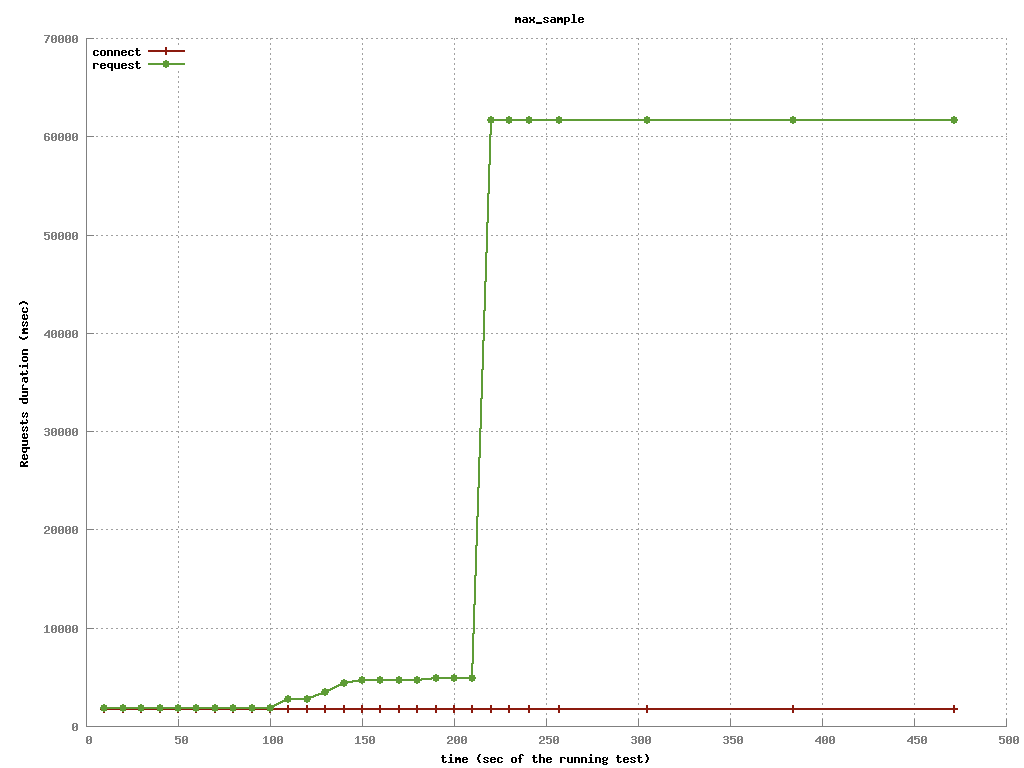 max_sample
connect
request
70000
60000
50000
40000
30000
20000
10000
0
Requests duration (msec)
0 50 100 150 200 250 300 350 400 450 500
time (sec of the running test)